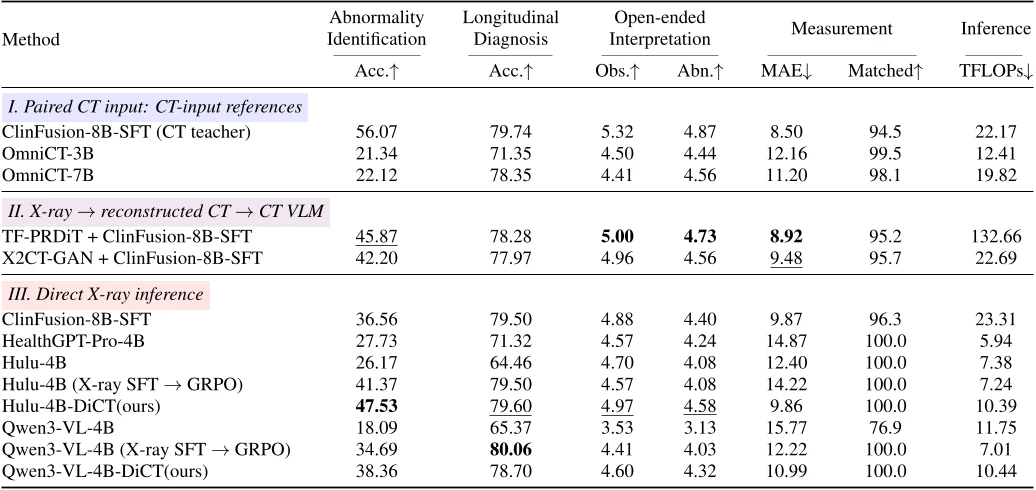 Method Abnormality Identification Longitudinal Diagnosis Open-ended Interpretation Measurement Inference
Acc.↑ Acc.↑ Obs.↑ Abn.↑ MAE↓ Matched↑ TFLOPs↓
I. Paired CT input: CT-input references
ClinFusion-8B-SFT (CT teacher) 56.07 79.74 5.32 4.87 8.50 94.5 22.17
OmniCT-3B 21.34 71.35 4.50 4.44 12.16 99.5 12.41
OmniCT-7B 22.12 78.35 4.41 4.56 11.20 98.1 19.82
II. X-ray → reconstructed CT → CT VLM
TF-PRDiT + ClinFusion-8B-SFT 45.87 78.28 5.00 4.73 8.92 95.2 132.66
X2CT-GAN + ClinFusion-8B-SFT 42.20 77.97 4.96 4.56 9.48 95.7 22.69
III. Direct X-ray inference
ClinFusion-8B-SFT 36.56 79.50 4.88 4.40 9.87 96.3 23.31
HealthGPT-Pro-4B 27.73 71.32 4.57 4.24 14.87 100.0 5.94
Hulu-4B 26.17 64.46 4.70 4.08 12.40 100.0 7.38
Hulu-4B (X-ray SFT → GRPO) 41.37 79.50 4.57 4.08 14.22 100.0 7.24
Hulu-4B-DiCT(ours) 47.53 79.60 4.97 4.58 9.86 100.0 10.39
Qwen3-VL-4B 18.09 65.37 3.53 3.13 15.77 76.9 11.75
Qwen3-VL-4B (X-ray SFT → GRPO) 34.69 80.06 4.41 4.03 12.22 100.0 7.01
Qwen3-VL-4B-DiCT(ours) 38.36 78.70 4.60 4.32 10.99 100.0 10.44